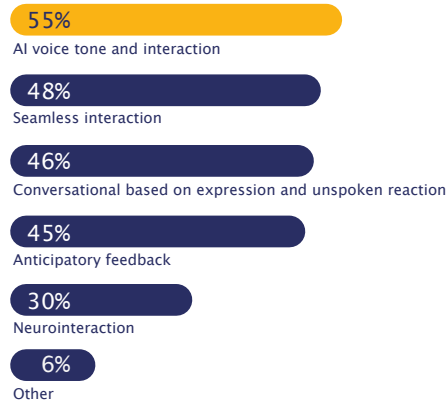 55%
AI voice tone and interaction
48%
Seamless interaction
46%
Conversational based on expression and unspoken reaction
45%
Anticipatory feedback
30%
Neurointeraction
6%
Other